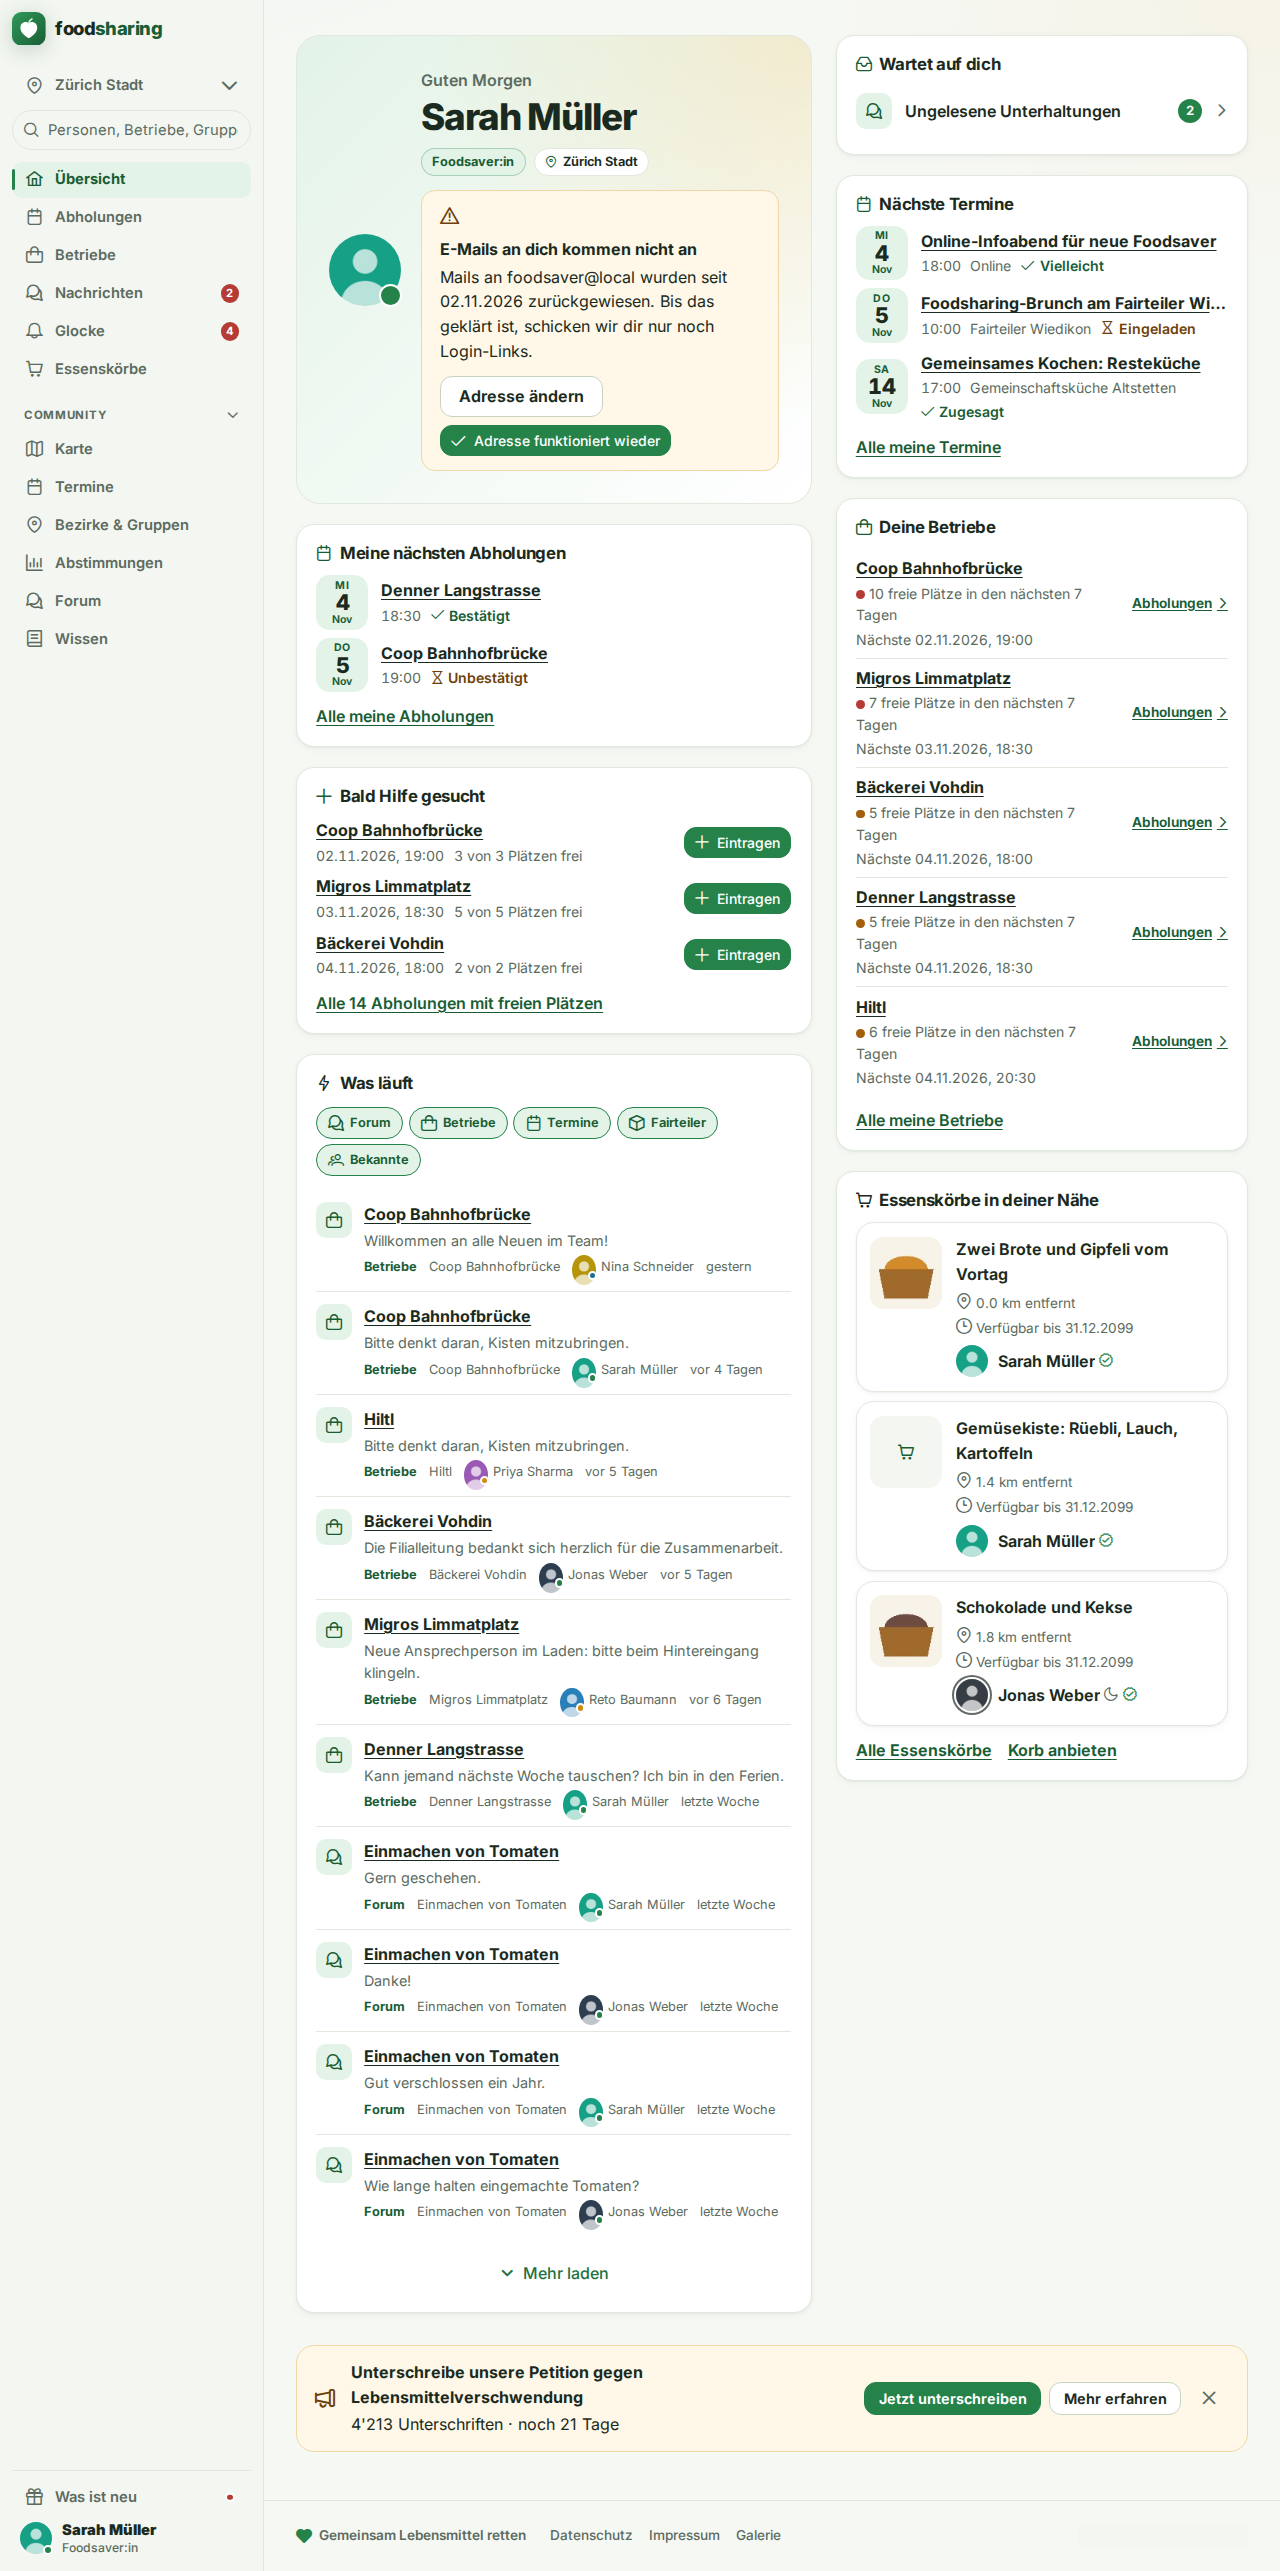 foodsharing
Zürich Stadt
Personen, Betriebe, Grupp
Übersicht
Abholungen
Betriebe
Nachrichten 2
Glocke 4
Essenskörbe
COMMUNITY
Karte
Termine
Bezirke & Gruppen
Abstimmungen
Forum
Wissen
Was ist neu
Sarah Müller
Foodsaver:in
Guten Morgen
Sarah Müller
Foodsaver:in Zürich Stadt
E-Mails an dich kommen nicht an
Mails an foodsaver@local wurden seit
02.11.2026 zurückgewiesen. Bis das
geklärt ist, schicken wir dir nur noch
Login-Links.
Adresse ändern
Adresse funktioniert wieder
Meine nächsten Abholungen
MI
4
Nov
Denner Langstrasse
18:30 Bestätigt
DO
5
Nov
Coop Bahnhofbrücke
19:00 Unbestätigt
Alle meine Abholungen
Bald Hilfe gesucht
Coop Bahnhofbrücke
02.11.2026, 19:00 3 von 3 Plätzen frei
Eintragen
Migros Limmatplatz
03.11.2026, 18:30 5 von 5 Plätzen frei
Eintragen
Bäckerei Vohdin
04.11.2026, 18:00 2 von 2 Plätzen frei
Eintragen
Alle 14 Abholungen mit freien Plätzen
Was läuft
Forum Betriebe Termine Fairteiler
Bekannte
Coop Bahnhofbrücke
Willkommen an alle Neuen im Team!
Betriebe Coop Bahnhofbrücke Nina Schneider gestern
Coop Bahnhofbrücke
Bitte denkt daran, Kisten mitzubringen.
Betriebe Coop Bahnhofbrücke Sarah Müller vor 4 Tagen
Hiltl
Bitte denkt daran, Kisten mitzubringen.
Betriebe Hiltl Priya Sharma vor 5 Tagen
Bäckerei Vohdin
Die Filialleitung bedankt sich herzlich für die Zusammenarbeit.
Betriebe Bäckerei Vohdin Jonas Weber vor 5 Tagen
Migros Limmatplatz
Neue Ansprechperson im Laden: bitte beim Hintereingang
klingeln.
Betriebe Migros Limmatplatz Reto Baumann vor 6 Tagen
Denner Langstrasse
Kann jemand nächste Woche tauschen? Ich bin in den Ferien.
Betriebe Denner Langstrasse Sarah Müller letzte Woche
Einmachen von Tomaten
Gern geschehen.
Forum Einmachen von Tomaten Sarah Müller letzte Woche
Einmachen von Tomaten
Danke!
Forum Einmachen von Tomaten Jonas Weber letzte Woche
Einmachen von Tomaten
Gut verschlossen ein Jahr.
Forum Einmachen von Tomaten Sarah Müller letzte Woche
Einmachen von Tomaten
Wie lange halten eingemachte Tomaten?
Forum Einmachen von Tomaten Jonas Weber letzte Woche
Mehr laden
Wartet auf dich
Ungelesene Unterhaltungen 2
Nächste Termine
MI
4
Nov
Online-Infoabend für neue Foodsaver
18:00 Online Vielleicht
DO
5
Nov
Foodsharing-Brunch am Fairteiler Wi...
10:00 Fairteiler Wiedikon Eingeladen
SA
14
Nov
Gemeinsames Kochen: Resteküche
17:00 Gemeinschaftsküche Altstetten
Zugesagt
Alle meine Termine
Deine Betriebe
Coop Bahnhofbrücke
10 freie Plätze in den nächsten 7
Tagen
Nächste 02.11.2026, 19:00
Abholungen
Migros Limmatplatz
7 freie Plätze in den nächsten 7
Tagen
Nächste 03.11.2026, 18:30
Abholungen
Bäckerei Vohdin
5 freie Plätze in den nächsten 7
Tagen
Nächste 04.11.2026, 18:00
Abholungen
Denner Langstrasse
5 freie Plätze in den nächsten 7
Tagen
Nächste 04.11.2026, 18:30
Abholungen
Hiltl
6 freie Plätze in den nächsten 7
Tagen
Nächste 04.11.2026, 20:30
Abholungen
Alle meine Betriebe
Essenskörbe in deiner Nähe
Zwei Brote und Gipfeli vom
Vortag
0.0 km entfernt
Verfügbar bis 31.12.2099
Sarah Müller
Gemüsekiste: Rüebli, Lauch,
Kartoffeln
1.4 km entfernt
Verfügbar bis 31.12.2099
Sarah Müller
Schokolade und Kekse
1.8 km entfernt
Verfügbar bis 31.12.2099
Jonas Weber
Alle Essenskörbe Korb anbieten
Unterschreibe unsere Petition gegen
Lebensmittelverschwendung
4'213 Unterschriften · noch 21 Tage
Jetzt unterschreiben Mehr erfahren
Gemeinsam Lebensmittel retten Datenschutz Impressum Galerie